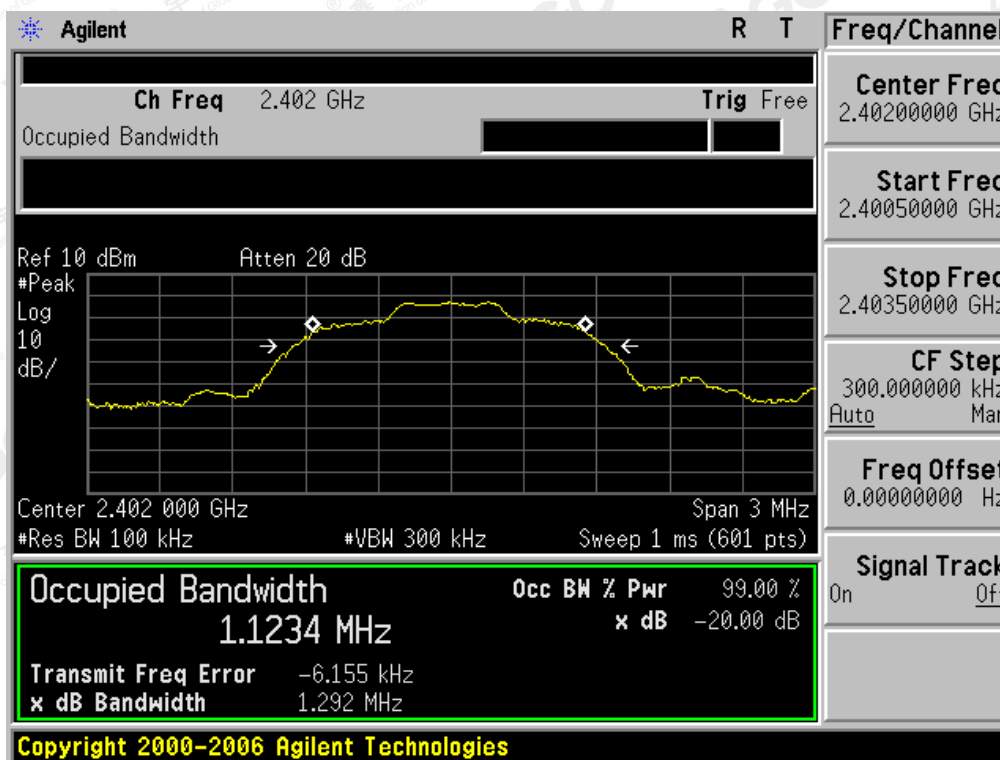 Agilent R T Freq/Channel
Ch Freq 2.402 GHz Trig Free
Occupied Bandwidth
Center Freq
2.40200000 GHz
Start Freq
2.40050000 GHz
Stop Freq
2.40350000 GHz
CF Step
300.000000 kHz
Auto Man
Freq Offset
0.00000000 Hz
Signal Track
On Off
Ref 10 dBm Atten 20 dB
#Peak
Log
10
dB/
Center 2.402 000 GHz Span 3 MHz
#Res BW 100 kHz #VBW 300 kHz Sweep 1 ms (601 pts)
Occupied Bandwidth
1.1234 MHz
Occ BW % Pwr 99.00 %
x dB -20.00 dB
Transmit Freq Error -6.155 kHz
x dB Bandwidth 1.292 MHz
Copyright 2000-2006 Agilent Technologies